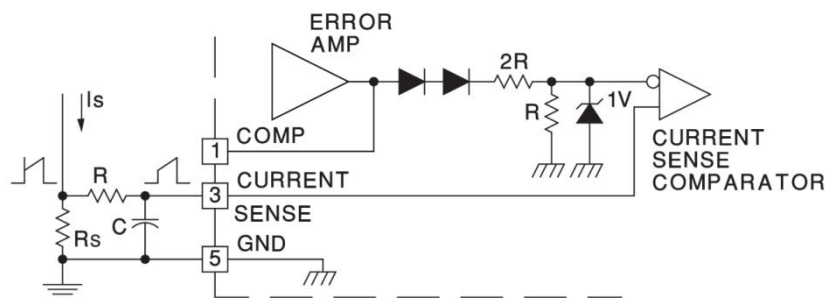 ERROR
AMP
2R
Is
R
1V
1
COMP
CURRENT
SENSE
COMPARATOR
R
3
CURRENT
SENSE
Rs
C
5
GND